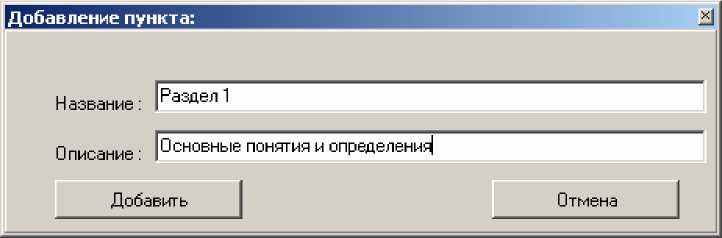 Добавление пункта:
Название : Раздел 1
Описание : Основные понятия и определения
Добавить Отмена